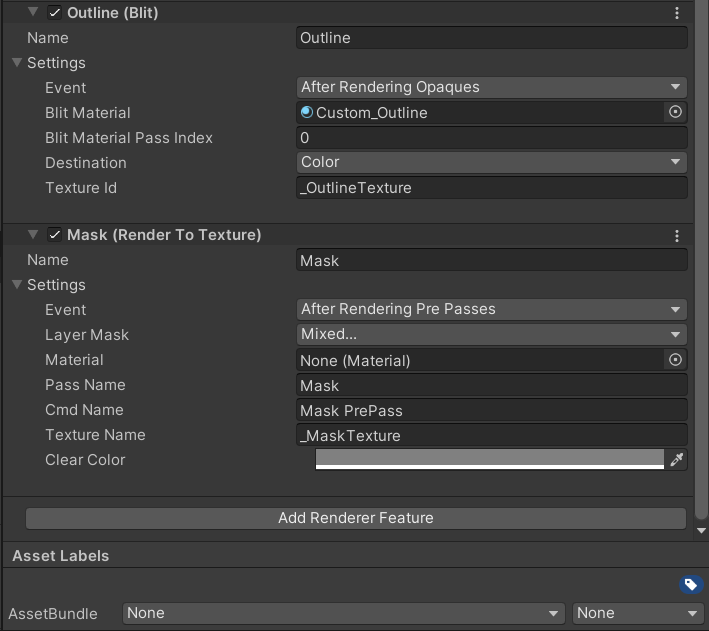 Outline (Blit)
Name Outline
Settings
Event After Rendering Opaques
Blit Material Custom_Outline
Blit Material Pass Index 0
Destination Color
Texture Id _OutlineTexture
Mask (Render To Texture)
Name Mask
Settings
Event After Rendering Pre Passes
Layer Mask Mixed...
Material None (Material)
Pass Name Mask
Cmd Name Mask PrePass
Texture Name _MaskTexture
Clear Color
Add Renderer Feature
Asset Labels
AssetBundle None None